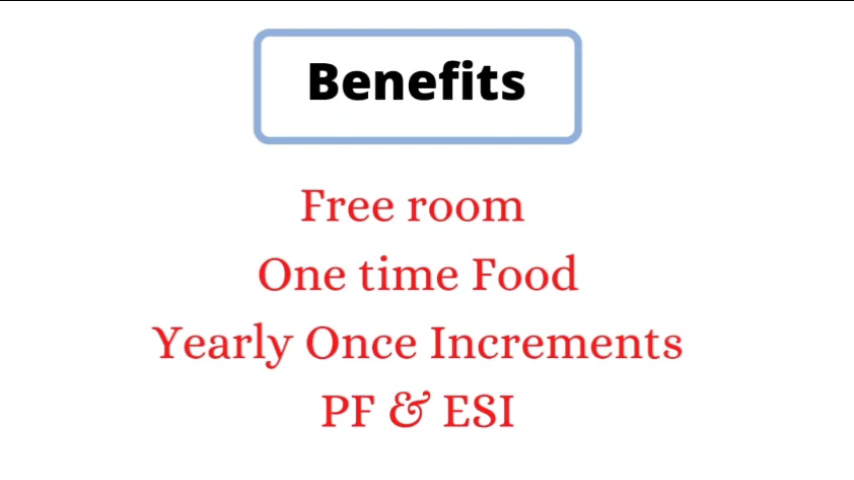 Benefits
Free room
One time Food
Yearly Once Increments
PF & ESI